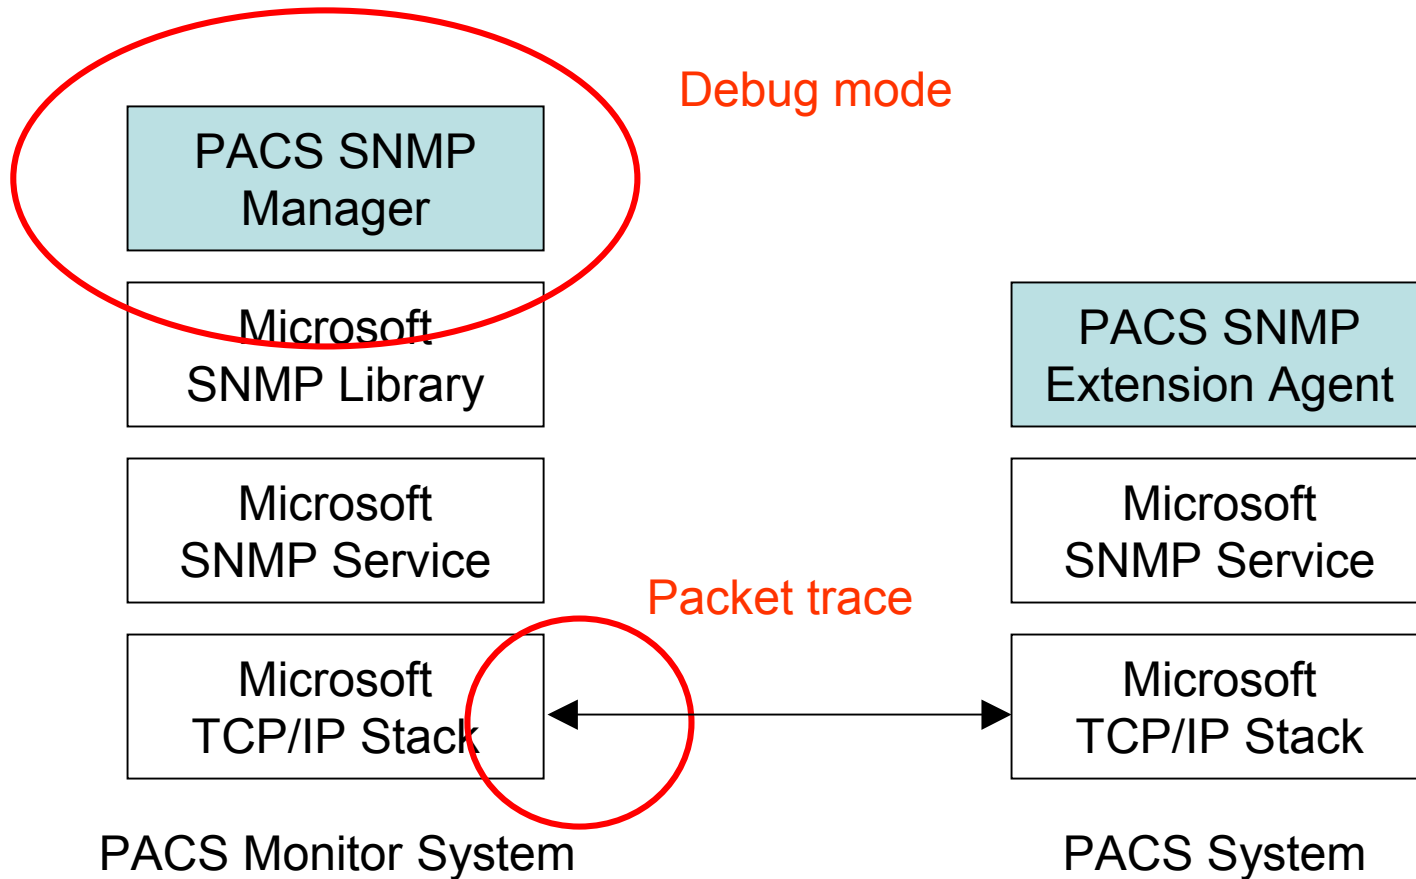 Debug mode
PACS SNMP
Manager
Microsoft
SNMP Library
Microsoft
SNMP Service
Microsoft
TCP/IP Stack
PACS Monitor System
Packet trace
PACS SNMP
Extension Agent
Microsoft
SNMP Service
Microsoft
TCP/IP Stack
PACS System